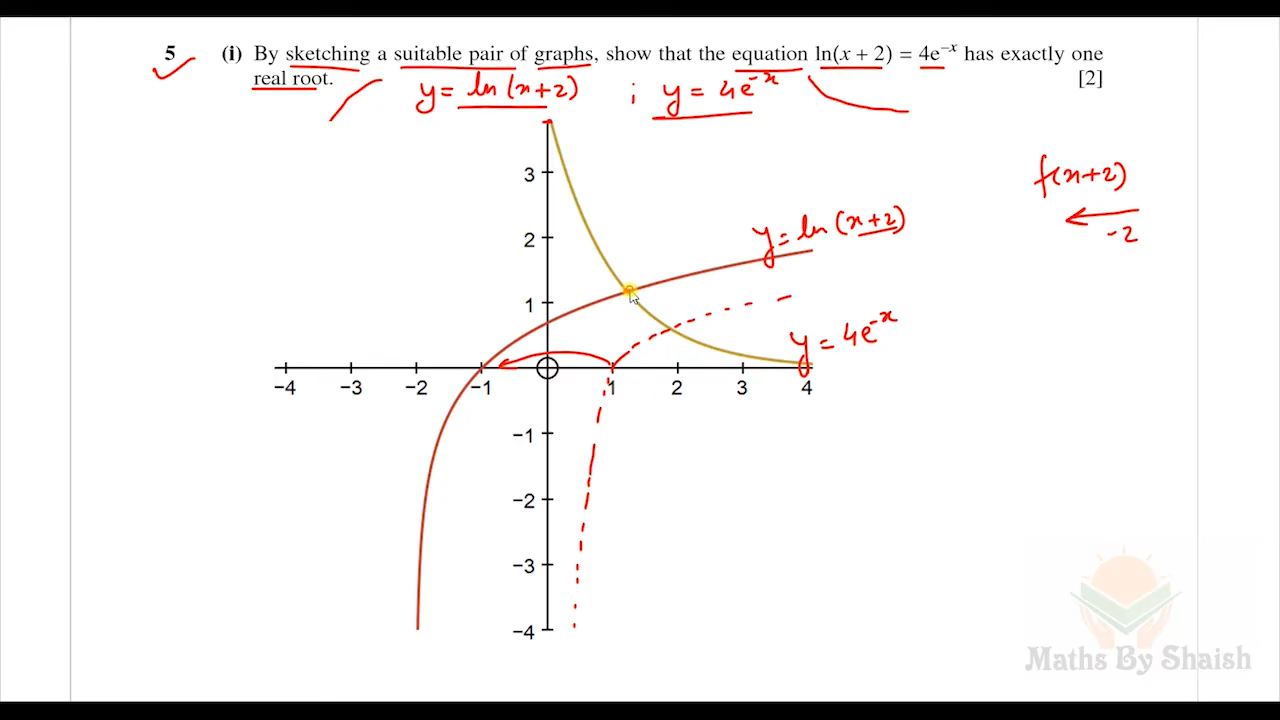 5 (i) By sketching a suitable pair of graphs, show that the equation ln(x + 2) = 4e⁻ˣ has exactly one
real root. [2]
y = ln(x+2) ; y = 4e⁻ˣ
f(x+2)
-2
y = ln(x+2)
y = 4e⁻ˣ
3
2
1
−4 −3 −2 −1 1 2 3 4
−1
−2
−3
−4
Maths By Shaish